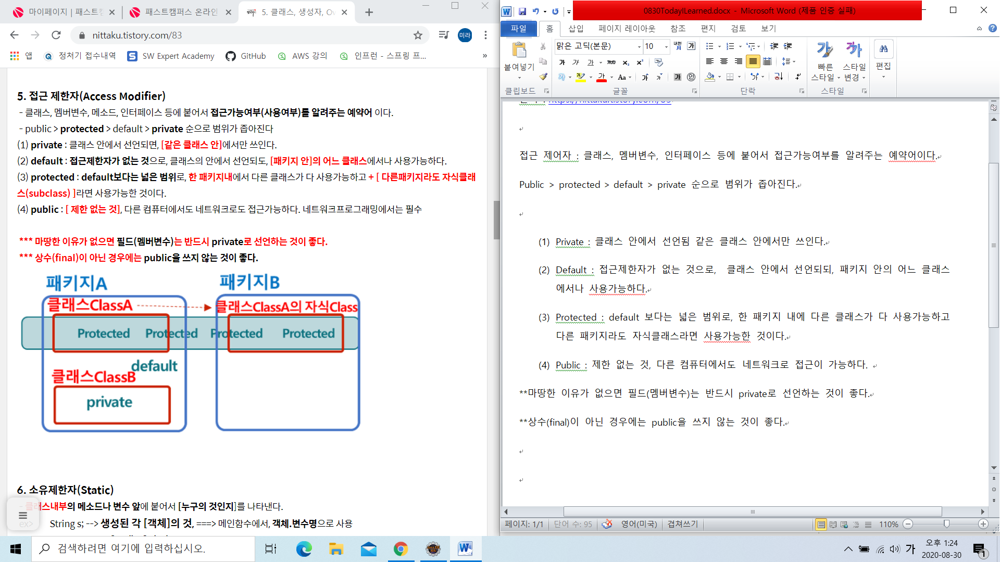 마이페이지 | 패스트캠
패스트캠퍼스 온라인
5. 클래스, 생성자, Ov
nittaku.tistory.com/83
미라
앱
정처기 접수내역
SW Expert Academy
GitHub
AWS 강의
인프런 - 스프링 프...
»
5. 접근 제한자(Access Modifier)
- 클래스, 멤버변수, 메소드, 인터페이스 등에 붙어서 접근가능여부(사용여부)를 알려주는 예약어 이다.
- public > protected > default > private 순으로 범위가 좁아진다
(1) private : 클래스 안에서 선언되면, [같은 클래스 안]에서만 쓰인다.
(2) default : 접근제한자가 없는 것으로, 클래스의 안에서 선언되도, [패키지 안]의 어느 클래스에서나 사용가능하다.
(3) protected : default보다는 넓은 범위로, 한 패키지내에서 다른 클래스가 다 사용가능하고 + [ 다른패키지라도 자식클래
스(subclass) ]라면 사용가능한 것이다.
(4) public : [ 제한 없는 것], 다른 컴퓨터에서도 네트워크로도 접근가능하다. 네트워크프로그래밍에서는 필수
*** 마땅한 이유가 없으면 필드(멤버변수)는 반드시 private로 선언하는 것이 좋다.
*** 상수(final)이 아닌 경우에는 public을 쓰지 않는 것이 좋다.
패키지A
패키지B
클래스ClassA
클래스ClassA의 자식Class
Protected Protected Protected Protected
default
클래스ClassB
private
6. 소유제한자(Static)
- 클래스내부의 메소드나 변수 앞에 붙어서 [누구의 것인지]를 나타낸다.
ex> String s; --> 생성된 각 [객체]의 것, ===> 메인함수에서, 객체.변수명으로 사용
0830TodayILearned.docx - Microsoft Word (제품 인증 실패)
파일
홈
삽입
페이지 레이아웃
참조
편지
검토
보기
붙여넣기
클립보드
맑은 고딕(본문)
10
글꼴
단락
빠른
스타일
스타일
변경
스타일
편집
https://nittaku.tistory.com/83
접근 제어자 : 클래스, 멤버변수, 인터페이스 등에 붙어서 접근가능여부를 알려주는 예약어이다.
Public > protected > default > private 순으로 범위가 좁아진다.
(1) Private : 클래스 안에서 선언됨 같은 클래스 안에서만 쓰인다.
(2) Default : 접근제한자가 없는 것으로, 클래스 안에서 선언되되, 패키지 안의 어느 클래스
에서나 사용가능하다.
(3) Protected : default 보다는 넓은 범위로, 한 패키지 내에 다른 클래스가 다 사용가능하고
다른 패키지라도 자식클래스라면 사용가능한 것이다.
(4) Public : 제한 없는 것, 다른 컴퓨터에서도 네트워크로 접근이 가능하다.
**마땅한 이유가 없으면 필드(멤버변수)는 반드시 private로 선언하는 것이 좋다.
**상수(final)이 아닌 경우에는 public을 쓰지 않는 것이 좋다.
페이지: 1/1
단어 수: 95
영어(미국)
겹쳐쓰기
110%
검색하려면 여기에 입력하십시오.
가
오후 1:24
2020-08-30
1